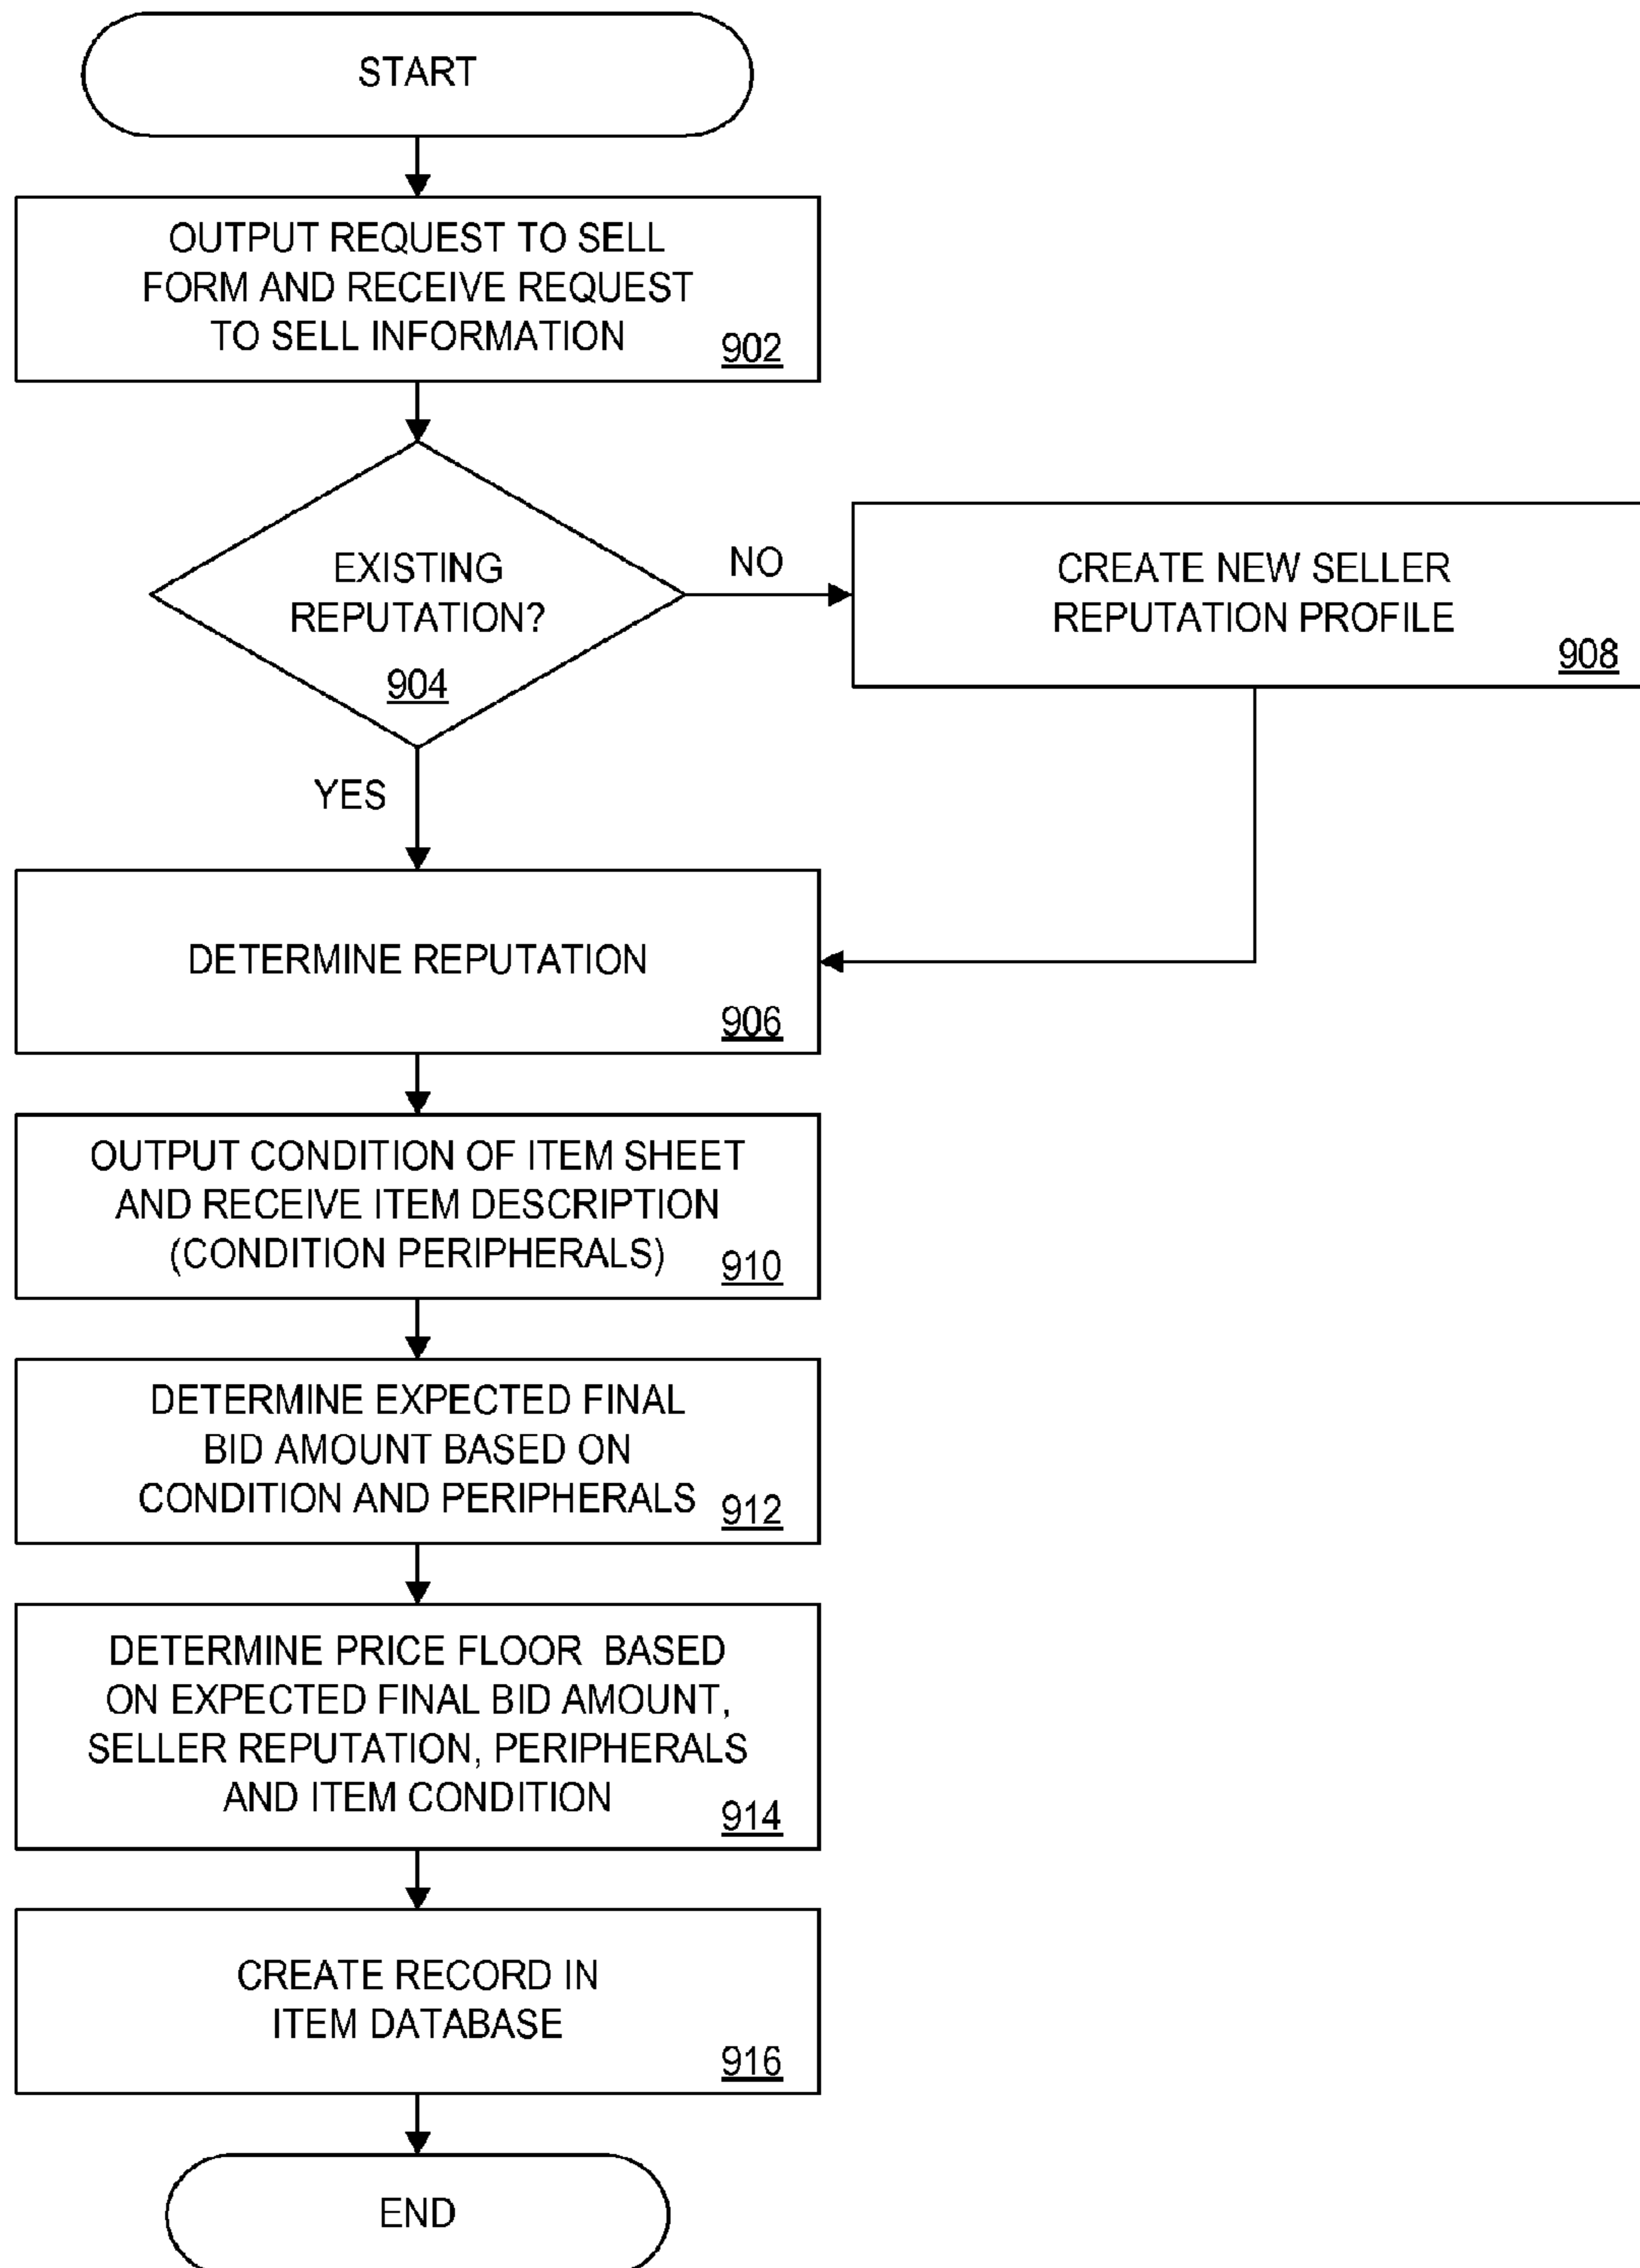 START
OUTPUT REQUEST TO SELL
FORM AND RECEIVE REQUEST
TO SELL INFORMATION
902
EXISTING
REPUTATION?
904
NO
CREATE NEW SELLER
REPUTATION PROFILE
908
YES
DETERMINE REPUTATION
906
OUTPUT CONDITION OF ITEM SHEET
AND RECEIVE ITEM DESCRIPTION
(CONDITION PERIPHERALS)
910
DETERMINE EXPECTED FINAL
BID AMOUNT BASED ON
CONDITION AND PERIPHERALS
912
DETERMINE PRICE FLOOR BASED
ON EXPECTED FINAL BID AMOUNT,
SELLER REPUTATION, PERIPHERALS
AND ITEM CONDITION
914
CREATE RECORD IN
ITEM DATABASE
916
END